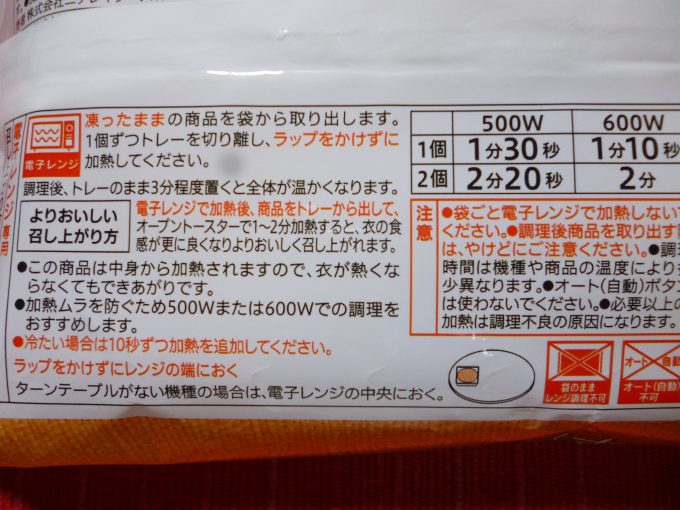 電子レンジ専用
電子レンジ
凍ったままの商品を袋から取り出します。
1個ずつトレーを切り離し、ラップをかけずに
加熱してください。
調理後、トレーのまま3分程度置くと全体が温かくなります。
よりおいしい
召し上がり方
電子レンジで加熱後、商品をトレーから出して、
オーブントースターで1~2分加熱すると、衣の食
感が更に良くなりよりおいしく召し上がれます。
●この商品は中身から加熱されますので、衣が熱くな
らなくてもできあがりです。
●加熱ムラを防ぐため500Wまたは600Wでの調理を
おすすめします。
●冷たい場合は10秒ずつ加熱を追加してください。
ラップをかけずにレンジの端におく
ターンテーブルがない機種の場合は、電子レンジの中央におく。
500W 600W
1個 1分30秒 1分10秒
2個 2分20秒 2分
注意
●袋ごと電子レンジで加熱しない
ください。●調理後商品を取り出す
は、やけどにご注意ください。●調
時間は機種や商品の温度により
少異なります。●オート(自動)ボタ
は使わないでください。●必要以上の
加熱は調理不良の原因になります。
袋のまま
レンジ調理不可
オート 自動
オート(自動)
不可